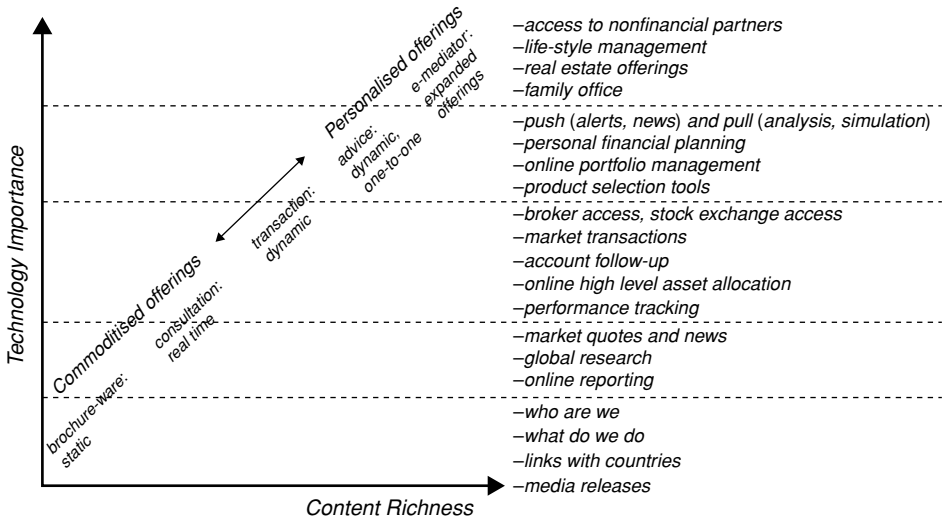 Technology Importance
Content Richness
Commoditised offerings
Personalised offerings
brochure-ware:
static
consultation:
real time
transaction:
dynamic
advice:
dynamic,
one-to-one
e-mediator:
expanded
offerings
–access to nonfinancial partners
–life-style management
–real estate offerings
–family office
–push (alerts, news) and pull (analysis, simulation)
–personal financial planning
–online portfolio management
–product selection tools
–broker access, stock exchange access
–market transactions
–account follow-up
–online high level asset allocation
–performance tracking
–market quotes and news
–global research
–online reporting
–who are we
–what do we do
–links with countries
–media releases